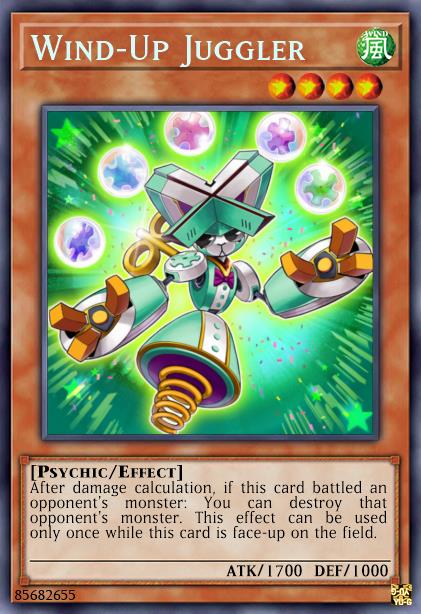 Wind-Up Juggler
WIND
風
[Psychic/Effect]
After damage calculation, if this card battled an
opponent's monster: You can destroy that
opponent's monster. This effect can be used
only once while this card is face-up on the field.
ATK/1700 DEF/1000
85682655